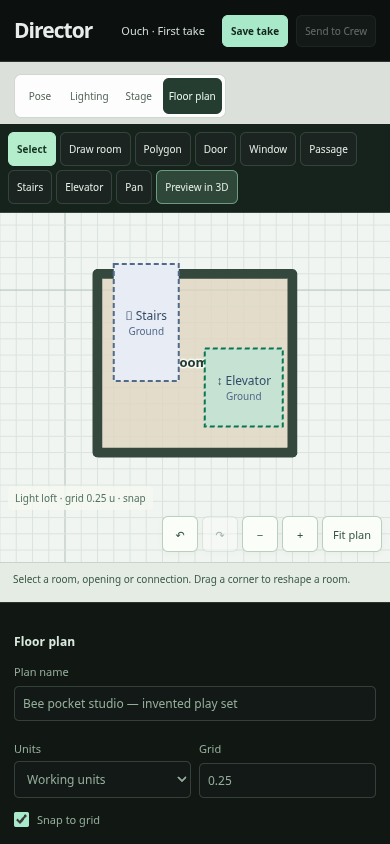 Director
Ouch · First take
Save take
Send to Crew
Pose
Lighting
Stage
Floor plan
Select
Draw room
Polygon
Door
Window
Passage
Stairs
Elevator
Pan
Preview in 3D
Stairs
Ground
↕ Elevator
Ground
Light loft · grid 0.25 u · snap
↶
↷
−
+
Fit plan
Select a room, opening or connection. Drag a corner to reshape a room.
Floor plan
Plan name
Bee pocket studio — invented play set
Units
Grid
Working units
0.25
Snap to grid